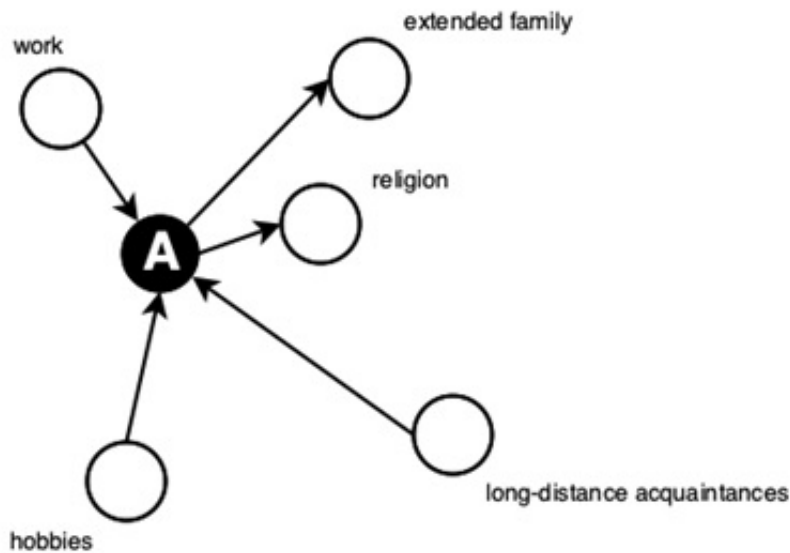 extended family
work
religion
A
long-distance acquaintances
hobbies